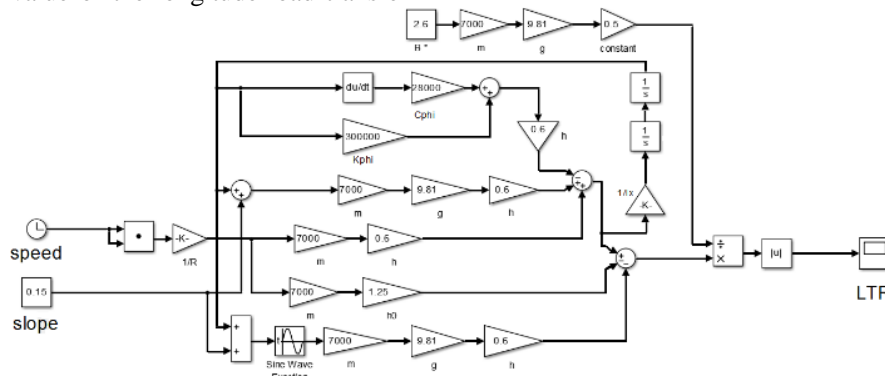 2.6
7000
9.81
0.5
B *
m
g
constant
du/dt
28000
Cphi
+
+
300000
Kphi
0.6
h
1
s
1
s
1/Ix
-K-
+
+
7000
9.81
0.6
m
g
h
speed
-K-
1/R
7000
0.6
m
h
÷
×
|u|
0.15
slope
7000
1.25
m
h0
+
+
Sine Wave
7000
9.81
0.6
m
g
h